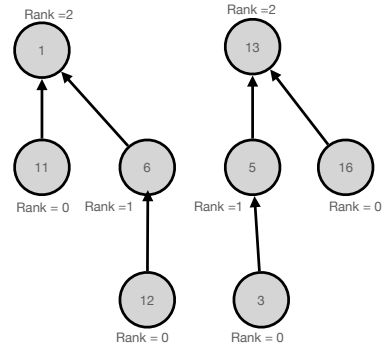 Rank =2
1
11
Rank = 0
6
Rank =1
12
Rank = 0
Rank =2
13
5
Rank =1
16
Rank = 0
3
Rank = 0